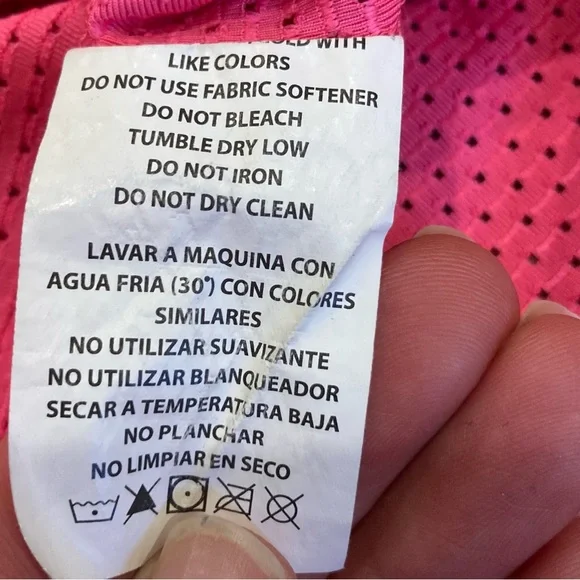 WITH
LIKE COLORS
DO NOT USE FABRIC SOFTENER
DO NOT BLEACH
TUMBLE DRY LOW
DO NOT IRON
DO NOT DRY CLEAN
LAVAR A MAQUINA CON
AGUA FRIA (30°) CON COLORES
SIMILARES
NO UTILIZAR SUAVIZANTE
NO UTILIZAR BLANQUEADOR
SECAR A TEMPERATURA BAJA
NO PLANCHAR
NO LIMPIAR EN SECO